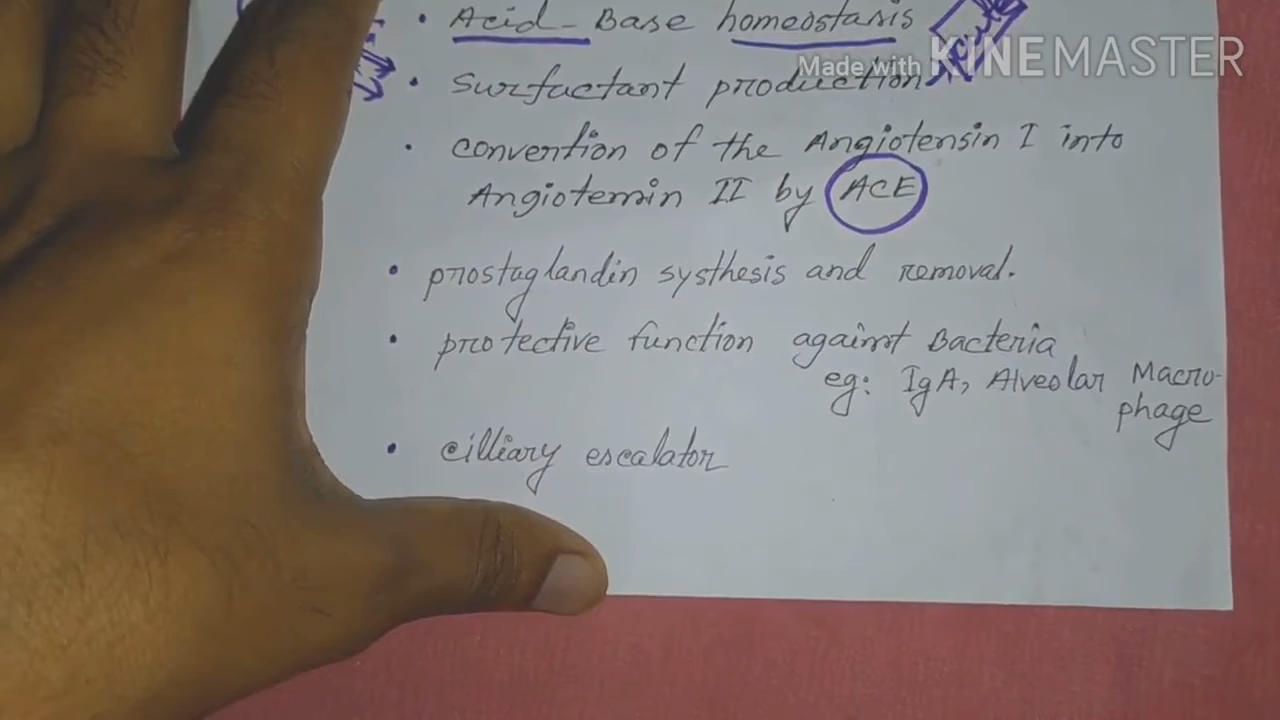 • Acid - Base homeostasis
Made with KINEMASTER
• Surfactant production
• convention of the Angiotensin I into
Angiotensin II by ACE
• prostaglandin systhesis and removal.
• protective function against Bacteria
eg: IgA, Alveolar Macro-
phage
• cilliary escalator